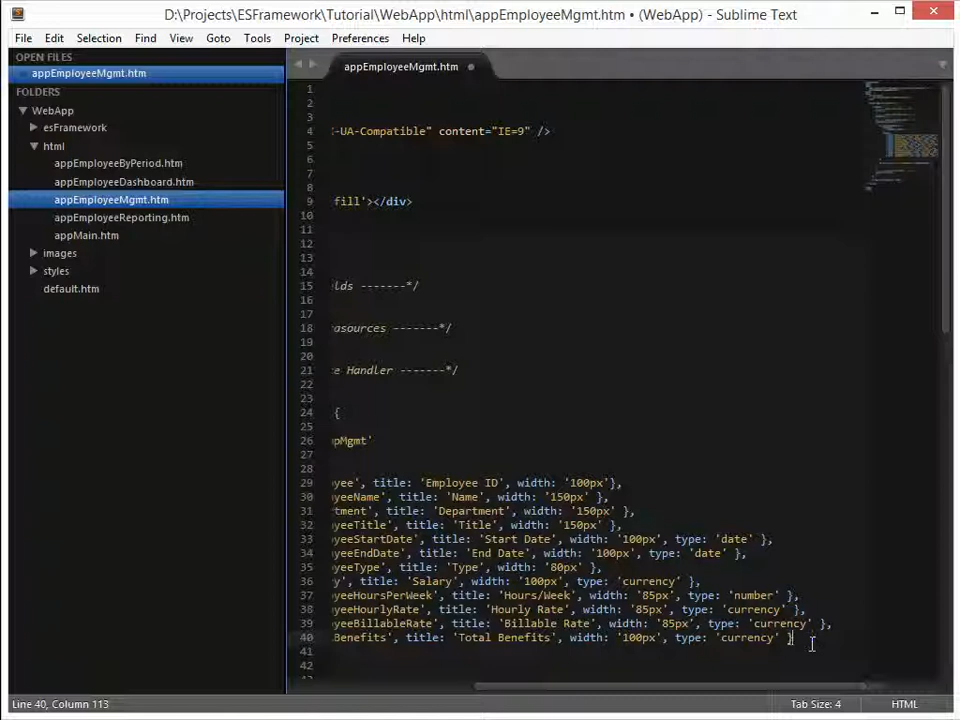 D:\Projects\ESFramework\Tutorial\WebApp\html\appEmployeeMgmt.htm • (WebApp) - Sublime Text
File Edit Selection Find View Goto Tools Project Preferences Help
OPEN FILES
appEmployeeMgmt.htm
FOLDERS
WebApp
esFramework
html
appEmployeeByPeriod.htm
appEmployeeDashboard.htm
appEmployeeMgmt.htm
appEmployeeReporting.htm
appMain.htm
images
styles
default.htm
appEmployeeMgmt.htm
1
2
3
4 -UA-Compatible" content="IE=9" />
5
6
7
8
9 fill'></div>
10
11
12
13
14
15 lds -------*/
16
17
18 asources -------*/
19
20
21 e Handler -------*/
22
23
24 {
25
26 pMgmt'
27
28
29 yee', title: 'Employee ID', width: '100px'},
30 yeeName', title: 'Name', width: '150px' },
31 tment', title: 'Department', width: '150px' },
32 yeeTitle', title: 'Title', width: '150px' },
33 yeeStartDate', title: 'Start Date', width: '100px', type: 'date' },
34 yeeEndDate', title: 'End Date', width: '100px', type: 'date' },
35 yeeType', title: 'Type', width: '80px' },
36 y', title: 'Salary', width: '100px', type: 'currency' },
37 yeeHoursPerWeek', title: 'Hours/Week', width: '85px', type: 'number' },
38 yeeHourlyRate', title: 'Hourly Rate', width: '85px', type: 'currency' },
39 yeeBillableRate', title: 'Billable Rate', width: '85px', type: 'currency' },
40 Benefits', title: 'Total Benefits', width: '100px', type: 'currency' }
41
42
Line 40, Column 113 Tab Size: 4 HTML